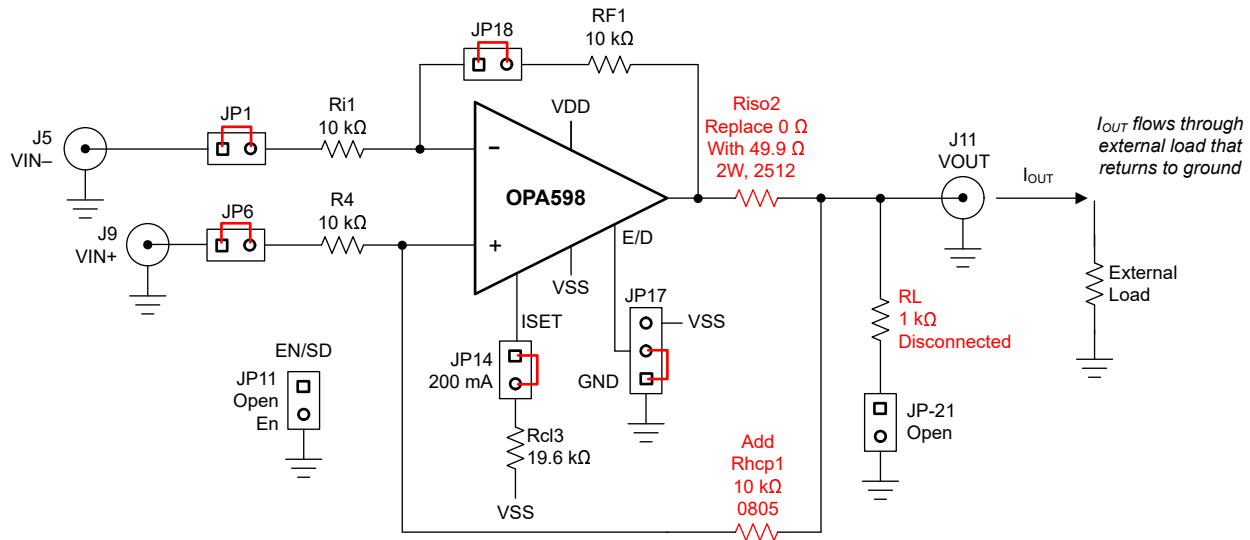 JP18
RF1
10 kΩ
J5
VIN–
JP1
Ri1
10 kΩ
VDD
–
OPA598
+
Riso2
Replace 0 Ω
With 49.9 Ω
2W, 2512
J11
VOUT
I_OUT
I_OUT flows through
external load that
returns to ground
J9
VIN+
JP6
R4
10 kΩ
E/D
VSS
ISET
JP17
VSS
GND
JP14
200 mA
Rcl3
19.6 kΩ
VSS
EN/SD
JP11
Open
En
External
Load
RL
1 kΩ
Disconnected
JP-21
Open
Add
Rhcp1
10 kΩ
0805